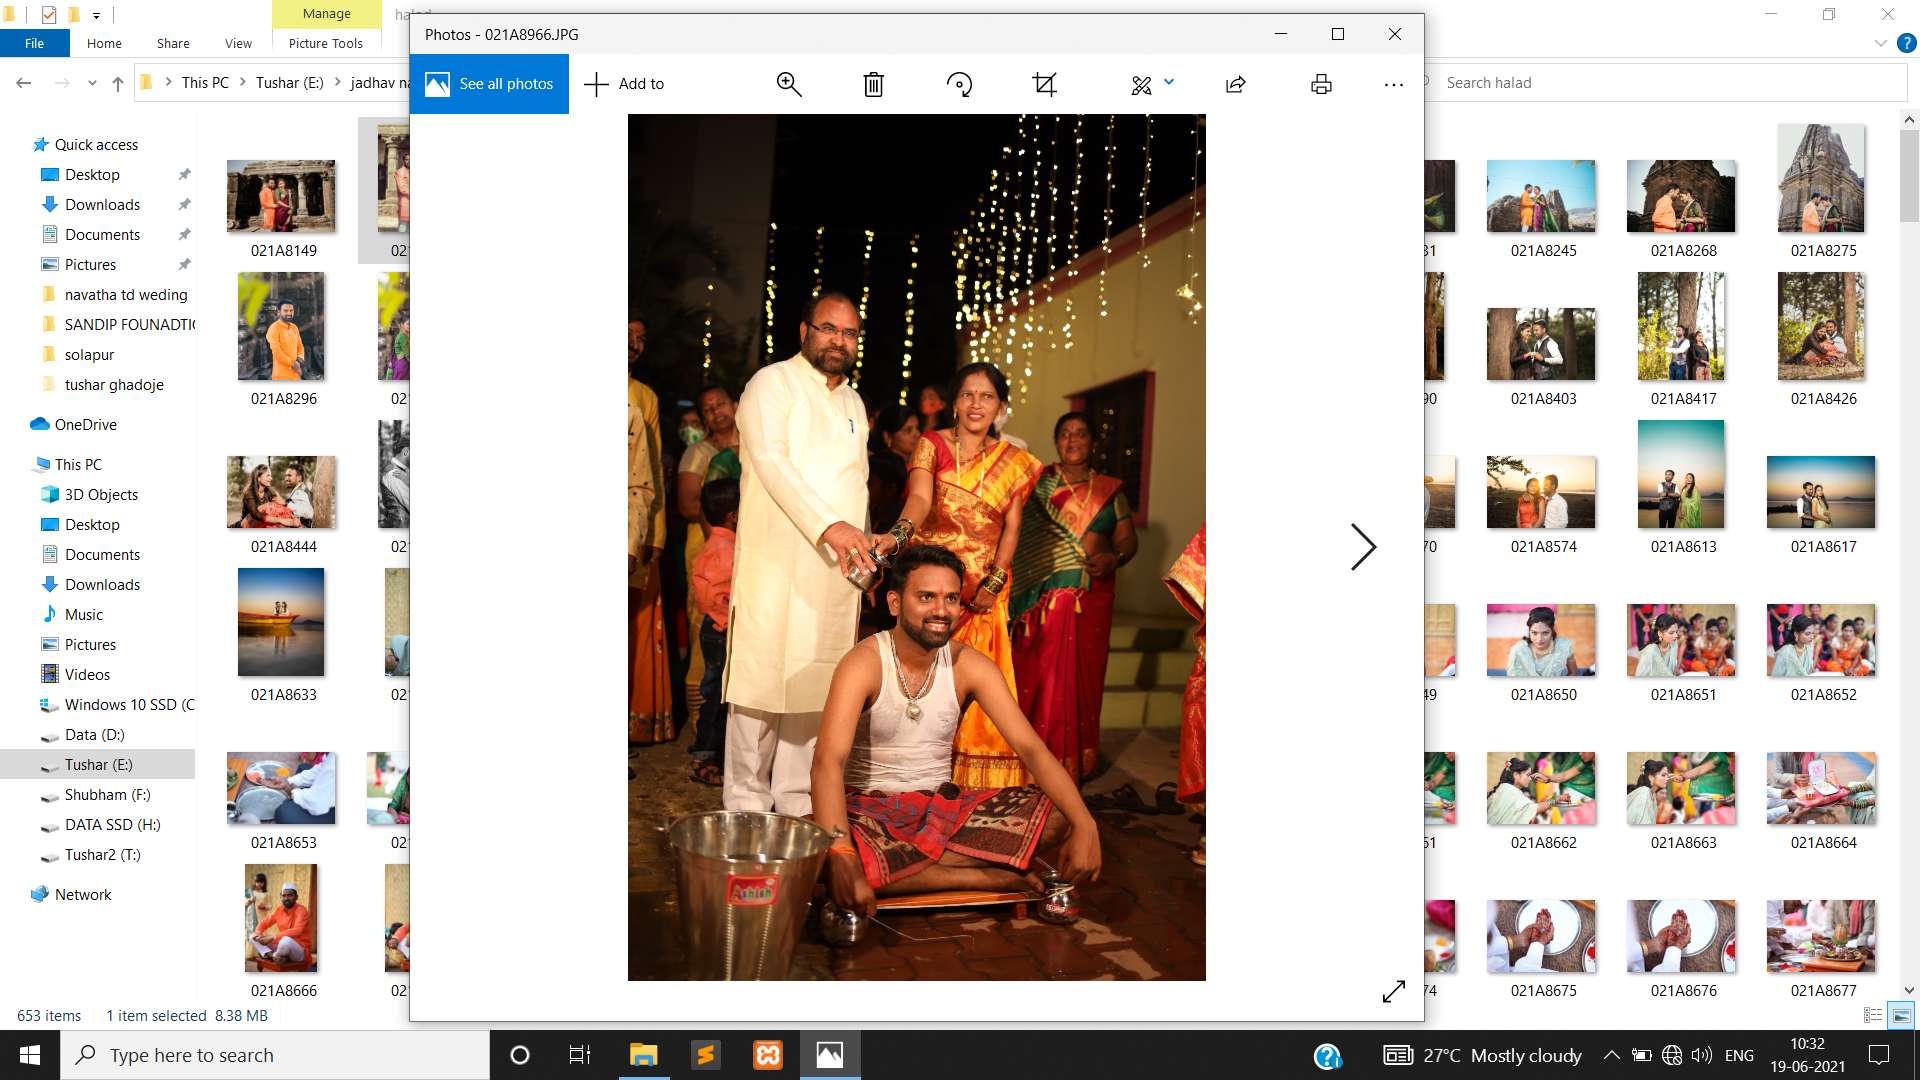 Manage
halad
File
Home
Share
View
Picture Tools
This PC
Tushar (E:)
jadhav
Search halad
Photos - 021A8966.JPG
See all photos
Add to
Quick access
Desktop
Downloads
Documents
Pictures
navatha td weding
SANDIP
solapur
tushar ghadoje
OneDrive
This PC
3D Objects
Desktop
Documents
Downloads
Music
Pictures
Videos
Windows 10 SSD (C
Data (D:)
Tushar (E:)
Shubham (F:)
DATA SSD (H:)
Tushar2 (T:)
Network
021A8149
021A8245
021A8268
021A8275
021A8296
021A8403
021A8417
021A8426
021A8444
021A8574
021A8613
021A8617
021A8633
021A8650
021A8651
021A8652
021A8653
021A8662
021A8663
021A8664
021A8666
021A8675
021A8676
021A8677
Ashish
653 items
1 item selected 8.38 MB
Type here to search
27°C Mostly cloudy
ENG
10:32
19-06-2021